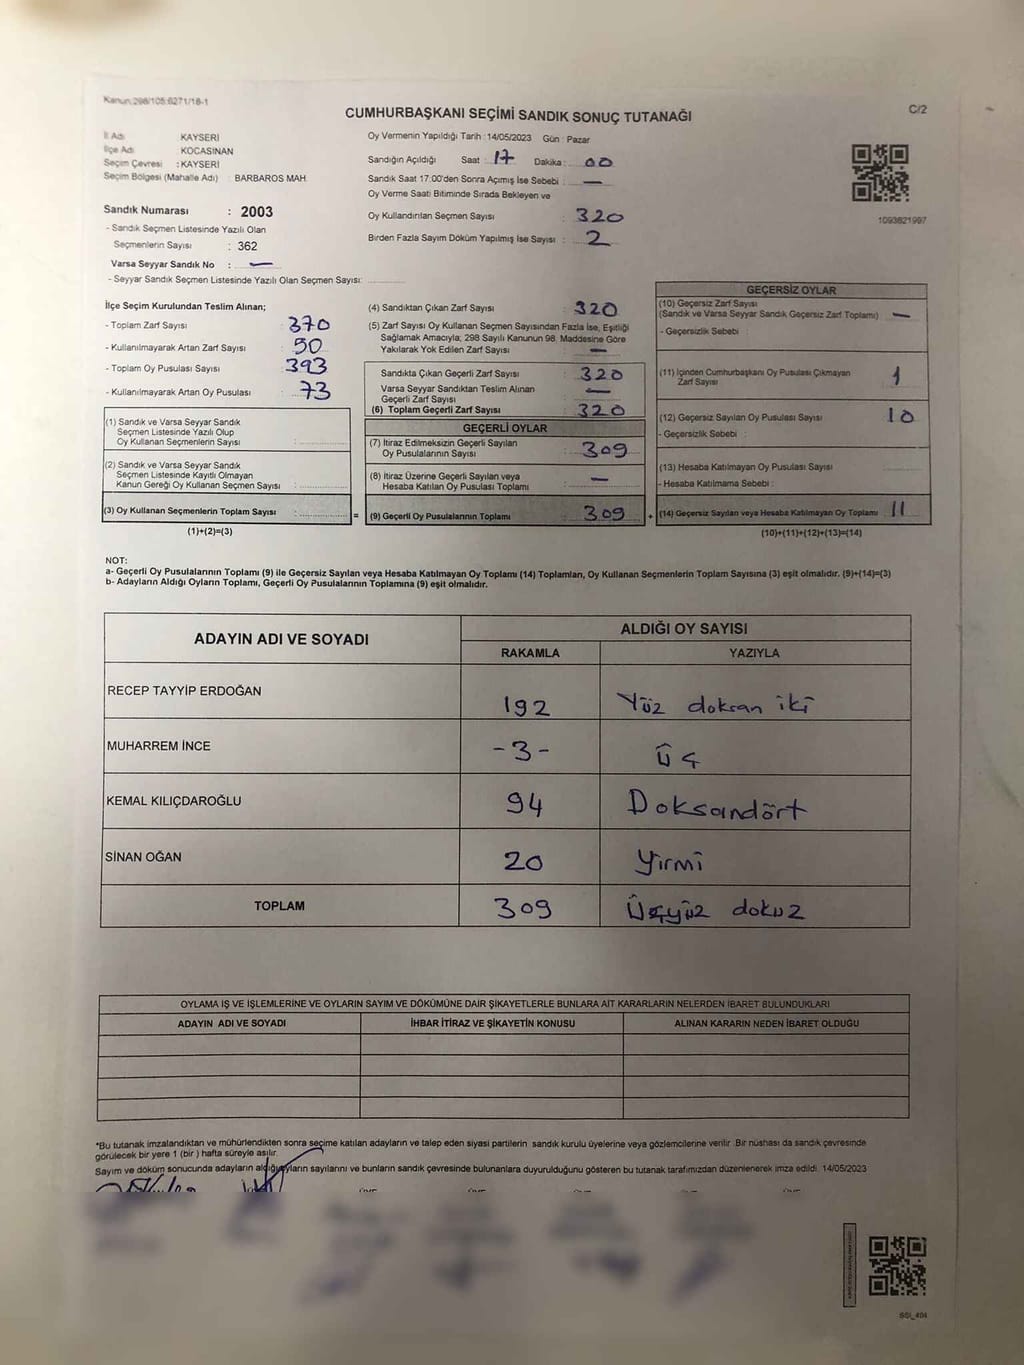 Kanun:298/105:6271/18-1
C/2
CUMHURBAŞKANI SEÇİMİ SANDIK SONUÇ TUTANAĞI
İl Adı KAYSERİ
İlçe Adı KOCASİNAN
Seçim Çevresi : KAYSERİ
Seçim Bölgesi (Mahalle Adı) : BARBAROS MAH.
Sandık Numarası : 2003
- Sandık Seçmen Listesinde Yazılı Olan
Seçmenlerin Sayısı : 362
Varsa Seyyar Sandık No : —
- Seyyar Sandık Seçmen Listesinde Yazılı Olan Seçmen Sayısı:
Oy Vermenin Yapıldığı Tarih : 14/05/2023 Gün : Pazar
Sandığın Açıldığı Saat : 17 Dakika : 00
Sandık Saat 17:00'den Sonra Açımış İse Sebebi : —
Oy Verme Saati Bitiminde Sırada Bekleyen ve
Oy Kullandırılan Seçmen Sayısı : 320
Birden Fazla Sayım Döküm Yapılmış İse Sayısı : 2
1093621997
İlçe Seçim Kurulundan Teslim Alınan;
- Toplam Zarf Sayısı : 370
- Kullanılmayarak Artan Zarf Sayısı : 50
- Toplam Oy Pusulası Sayısı : 393
- Kullanılmayarak Artan Oy Pusulası : 73
(1) Sandık ve Varsa Seyyar Sandık
Seçmen Listesinde Yazılı Olup
Oy Kullanan Seçmenlerin Sayısı :
(2) Sandık ve Varsa Seyyar Sandık
Seçmen Listesinde Kayıtlı Olmayan
Kanun Gereği Oy Kullanan Seçmen Sayısı :
(3) Oy Kullanan Seçmenlerin Toplam Sayısı :
(1)+(2)=(3)
(4) Sandıktan Çıkan Zarf Sayısı : 320
(5) Zarf Sayısı Oy Kullanan Seçmen Sayısından Fazla İse, Eşitliği
Sağlamak Amacıyla; 298 Sayılı Kanunun 98. Maddesine Göre
Yakılarak Yok Edilen Zarf Sayısı : —
Sandıkta Çıkan Geçerli Zarf Sayısı : 320
Varsa Seyyar Sandıktan Teslim Alınan
Geçerli Zarf Sayısı : —
(6) Toplam Geçerli Zarf Sayısı : 320
GEÇERLİ OYLAR
(7) İtiraz Edilmeksizin Geçerli Sayılan
Oy Pusulalarının Sayısı : 309
(8) İtiraz Üzerine Geçerli Sayılan veya
Hesaba Katılan Oy Pusulası Toplamı : —
= (9) Geçerli Oy Pusulalarının Toplamı : 309
GEÇERSİZ OYLAR
(10) Geçersiz Zarf Sayısı
(Sandık ve Varsa Seyyar Sandık Geçersiz Zarf Toplamı) : —
- Geçersizlik Sebebi :
(11) İçinden Cumhurbaşkanı Oy Pusulası Çıkmayan
Zarf Sayısı : 1
(12) Geçersiz Sayılan Oy Pusulası Sayısı : 10
- Geçersizlik Sebebi :
(13) Hesaba Katılmayan Oy Pusulası Sayısı
- Hesaba Katılmama Sebebi :
+ (14) Geçersiz Sayılan veya Hesaba Katılmayan Oy Toplamı : 11
(10)+(11)+(12)+(13)=(14)
NOT:
a- Geçerli Oy Pusulalarının Toplamı (9) ile Geçersiz Sayılan veya Hesaba Katılmayan Oy Toplamı (14) Toplamları, Oy Kullanan Seçmenlerin Toplam Sayısına (3) eşit olmalıdır. (9)+(14)=(3)
b- Adayların Aldığı Oyların Toplamı, Geçerli Oy Pusulalarının Toplamına (9) eşit olmalıdır.
ADAYIN ADI VE SOYADI ALDIĞI OY SAYISI
RAKAMLA YAZIYLA
RECEP TAYYİP ERDOĞAN 192 Yüz doksan iki
MUHARREM İNCE -3- Üç
KEMAL KILIÇDAROĞLU 94 Doksandört
SİNAN OĞAN 20 Yirmi
TOPLAM 309 Üçyüz dokuz
OYLAMA İŞ VE İŞLEMLERİNE VE OYLARIN SAYIM VE DÖKÜMÜNE DAİR ŞİKAYETLERLE BUNLARA AİT KARARLARIN NELERDEN İBARET BULUNDUKLARI
ADAYIN ADI VE SOYADI İHBAR İTİRAZ VE ŞİKAYETİN KONUSU ALINAN KARARIN NEDEN İBARET OLDUĞU
*Bu tutanak imzalandıktan ve mühürlendikten sonra seçime katılan adayların ve talep eden siyasi partilerin sandık kurulu üyelerine veya gözlemcilerine verilir. Bir nüshası da sandık çevresinde
görülecek bir yere 1 (bir) hafta süreyle asılır.
Sayım ve döküm sonucunda adayların aldığı oyların sayılarını ve bunların sandık çevresinde bulunanlara duyurulduğunu gösteren bu tutanak tarafımızdan düzenlenerek imza edildi. 14/05/2023